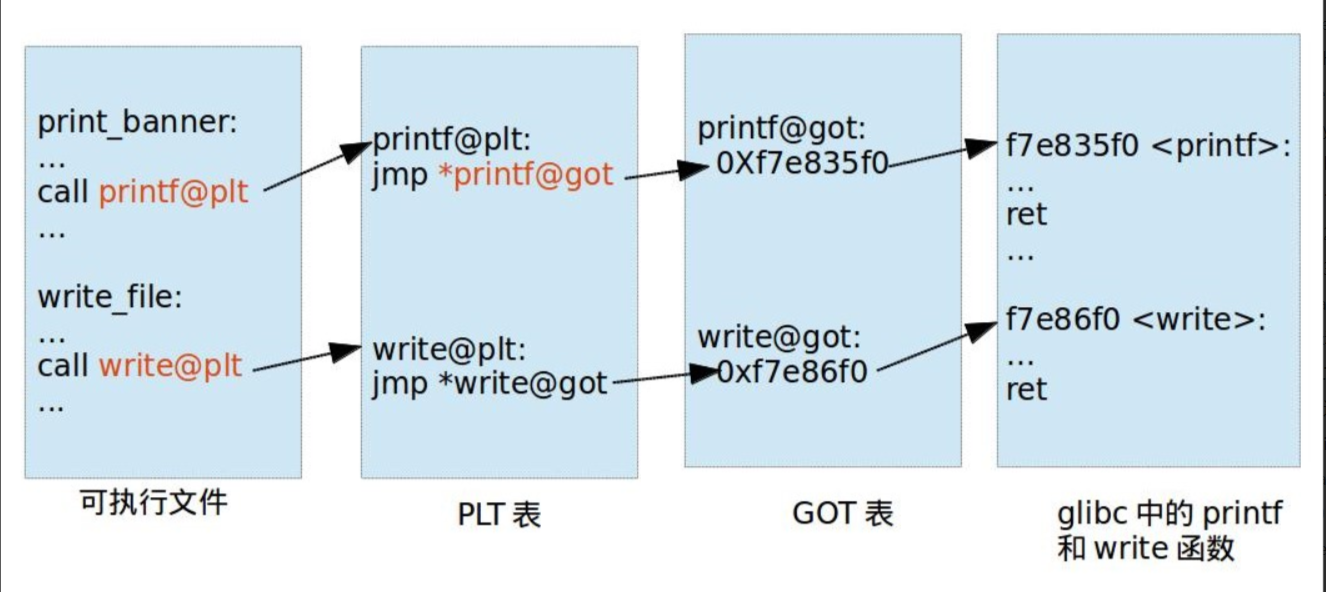 print_banner:
...
call printf@plt
...
write_file:
...
call write@plt
...
可执行文件
printf@plt:
jmp *printf@got
write@plt:
jmp *write@got
PLT 表
printf@got:
0Xf7e835f0
write@got:
0xf7e86f0
GOT 表
f7e835f0 <printf>:
...
ret
...
f7e86f0 <write>:
...
ret
glibc 中的 printf
和 write 函数